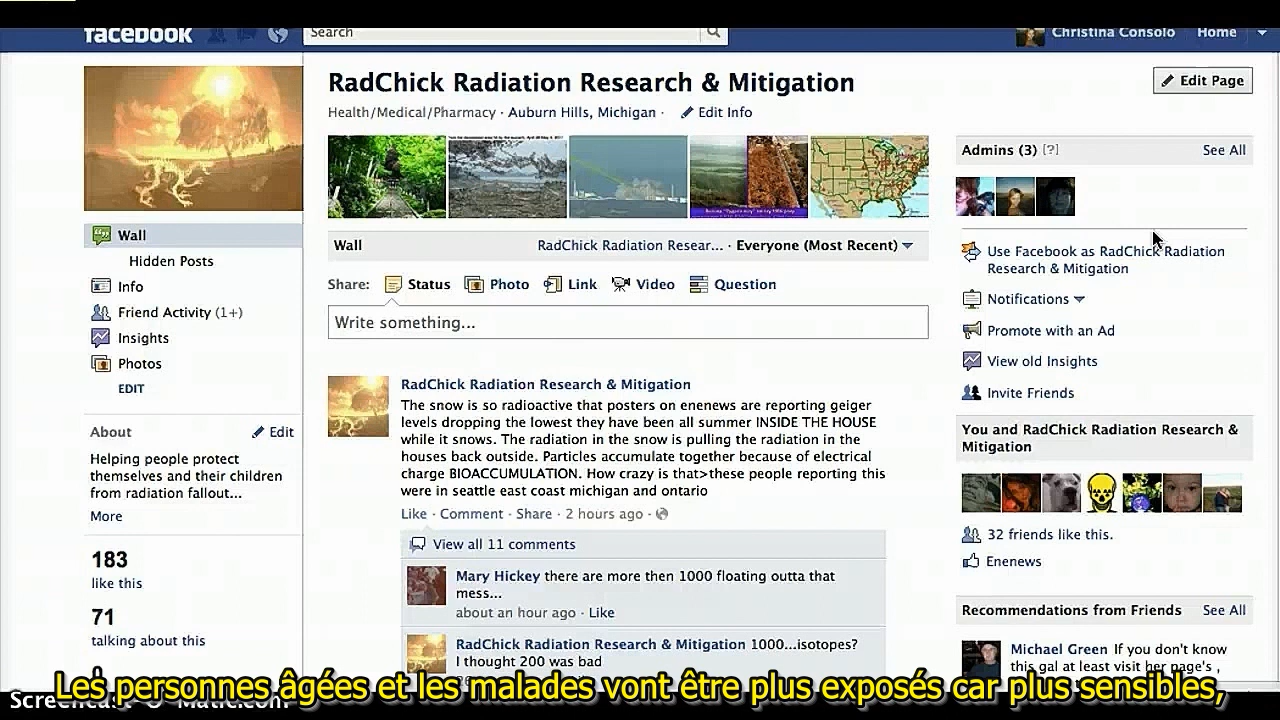 facebook
Search
Christina Consolo Home
RadChick Radiation Research & Mitigation
Edit Page
Health/Medical/Pharmacy · Auburn Hills, Michigan · Edit Info
Admins (3) [?] See All
Wall
Hidden Posts
Info
Friend Activity (1+)
Insights
Photos
EDIT
About Edit
Helping people protect
themselves and their children
from radiation fallout...
More
183
like this
71
talking about this
Wall RadChick Radiation Resear... · Everyone (Most Recent)
Share: Status Photo Link Video Question
Write something...
RadChick Radiation Research & Mitigation
The snow is so radioactive that posters on enenews are reporting geiger
levels dropping the lowest they have been all summer INSIDE THE HOUSE
while it snows. The radiation in the snow is pulling the radiation in the
houses back outside. Particles accumulate together because of electrical
charge BIOACCUMULATION. How crazy is that>these people reporting this
were in seattle east coast michigan and ontario
Like · Comment · Share · 2 hours ago ·
View all 11 comments
Mary Hickey there are more then 1000 floating outta that
mess...
about an hour ago · Like
RadChick Radiation Research & Mitigation 1000...isotopes?
I thought 200 was bad
Use Facebook as RadChick Radiation
Research & Mitigation
Notifications
Promote with an Ad
View old Insights
Invite Friends
You and RadChick Radiation Research &
Mitigation
32 friends like this.
Enenews
Recommendations from Friends See All
Michael Green If you don't know
this gal at least visit her page's ,
Les personnes âgées et les malades vont être plus exposés car plus sensibles,
Screencast-O-Matic.com